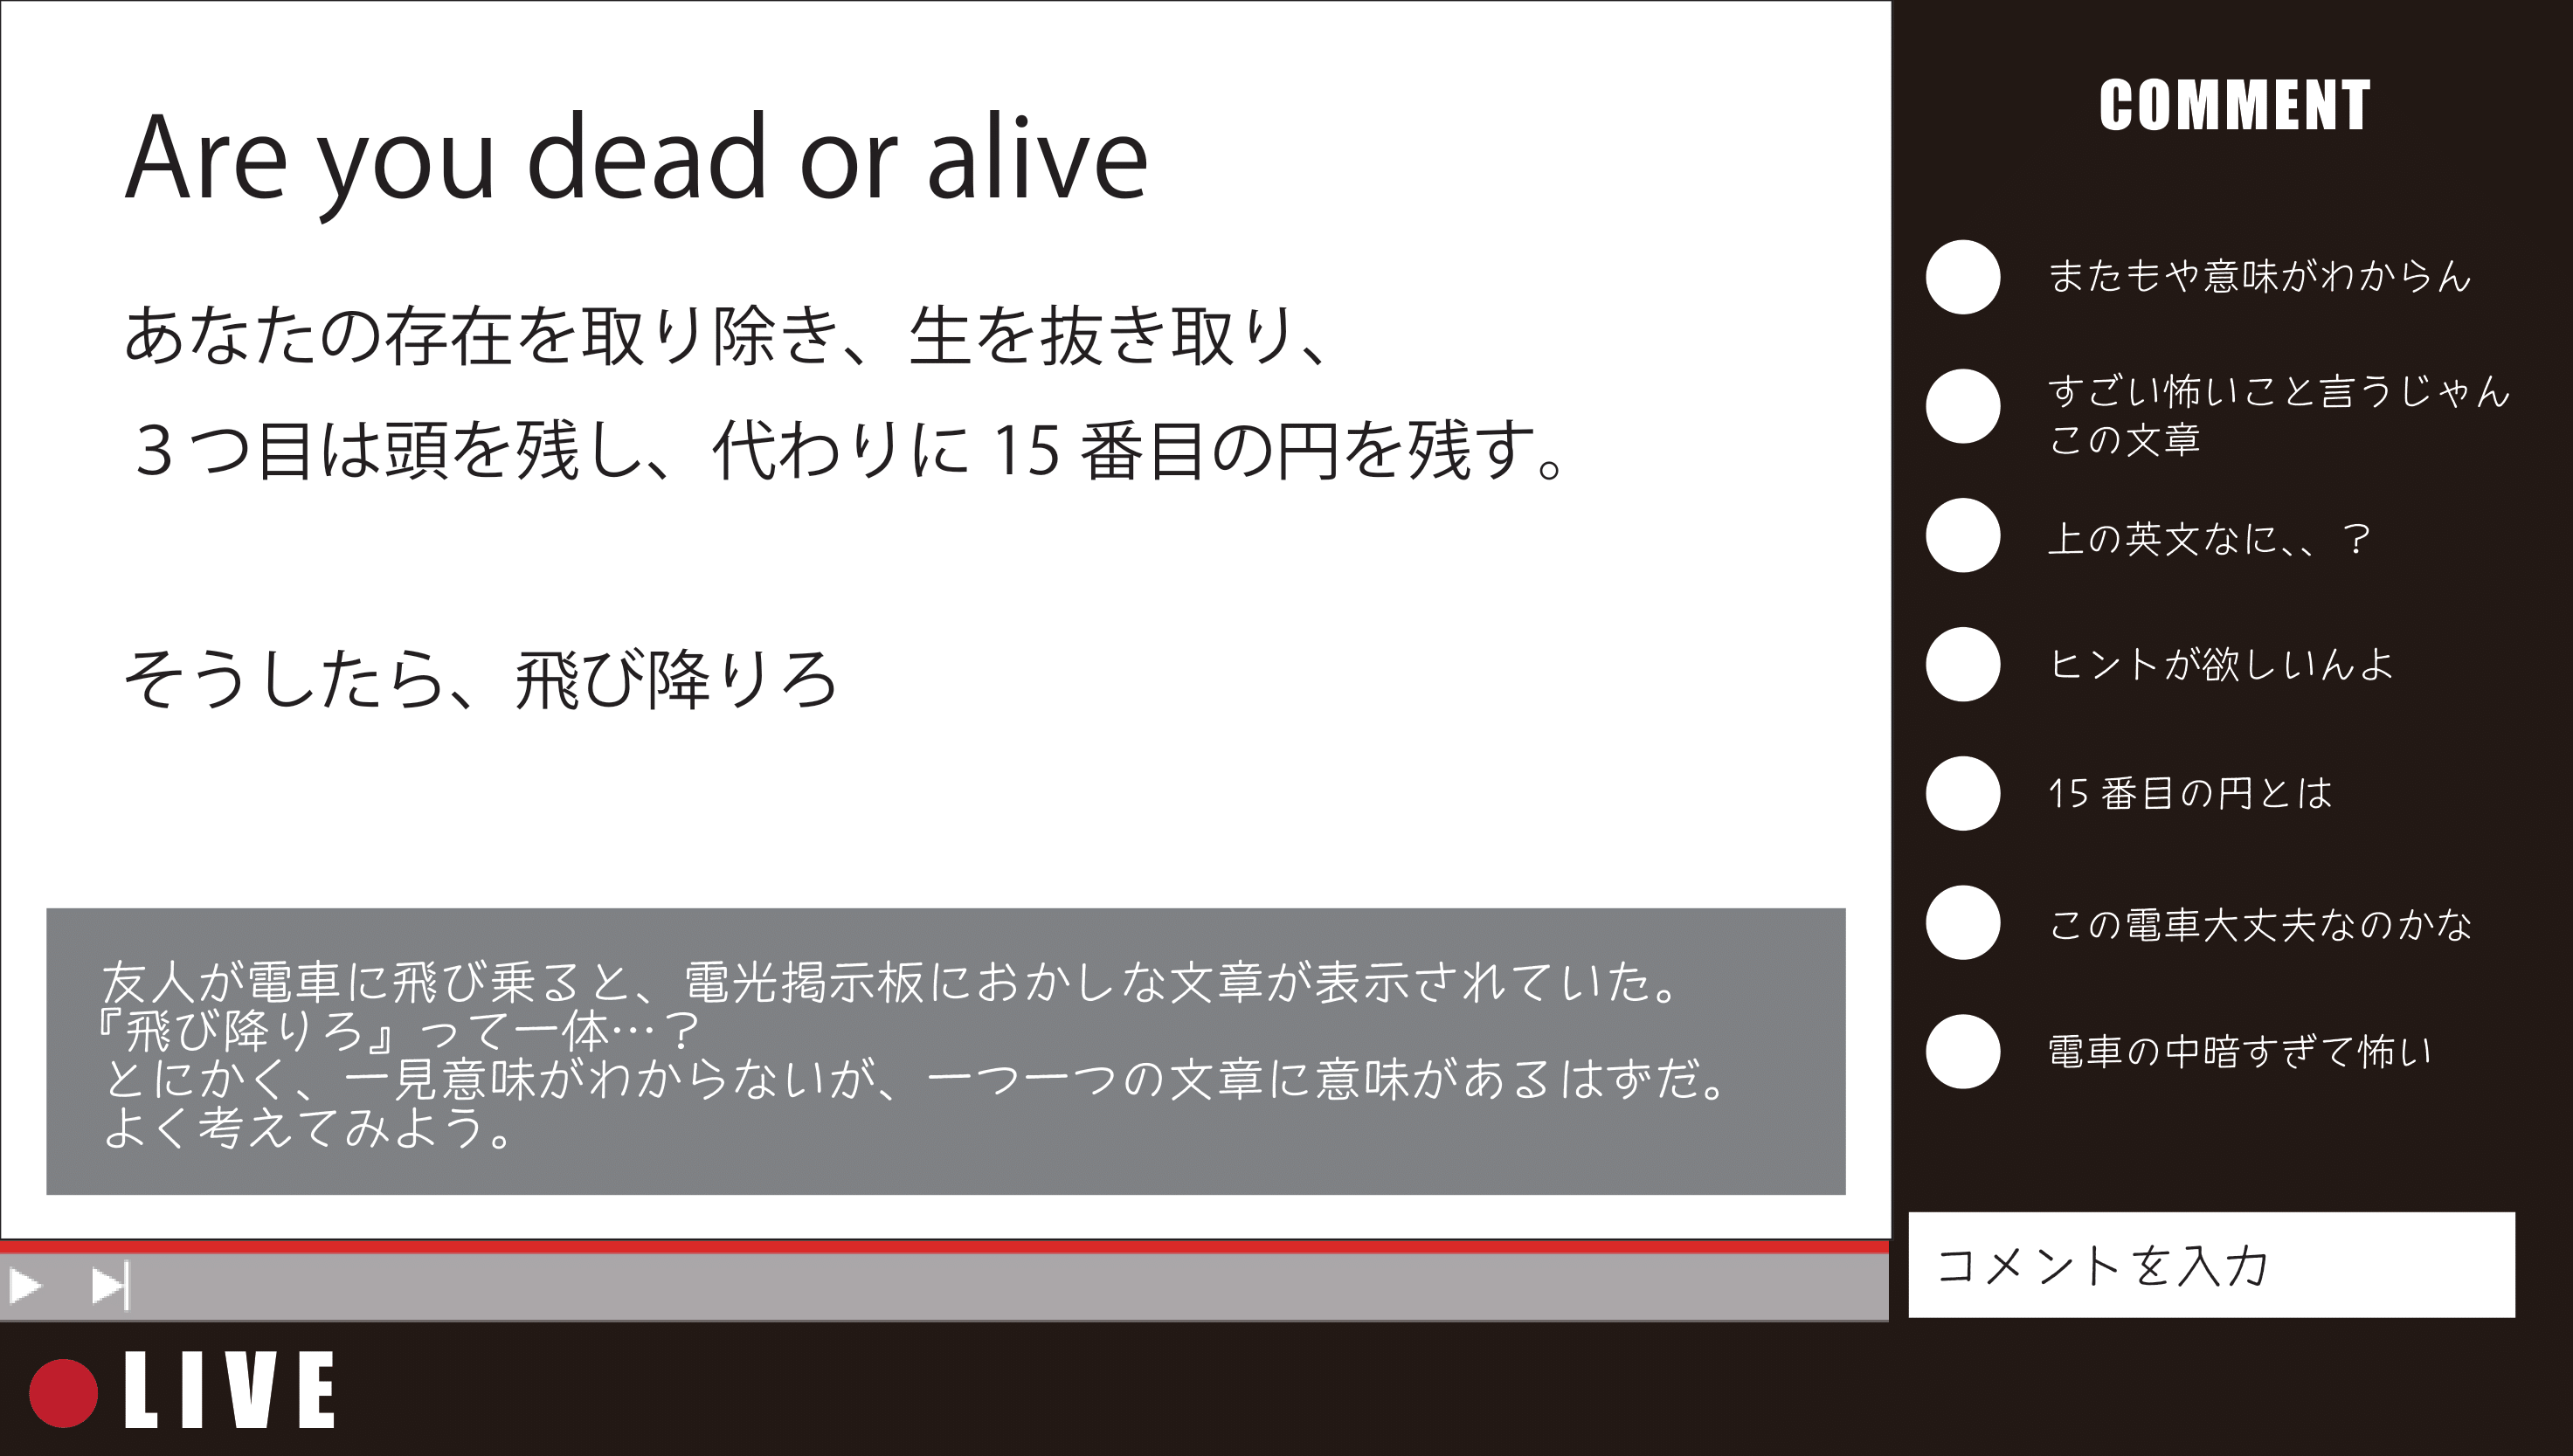 Are you dead or alive
あなたの存在を取り除き、生を抜き取り、
３つ目は頭を残し、代わりに 15 番目の円を残す。
そうしたら、飛び降りろ
友人が電車に飛び乗ると、電光掲示板におかしな文章が表示されていた。
『飛び降りろ』って一体…？
とにかく、一見意味がわからないが、一つ一つの文章に意味があるはずだ。
よく考えてみよう。
LIVE
COMMENT
またもや意味がわからん
すごい怖いこと言うじゃん
この文章
上の英文なに、、？
ヒントが欲しいんよ
15 番目の円とは
この電車大丈夫なのかな
電車の中暗すぎて怖い
コメントを入力